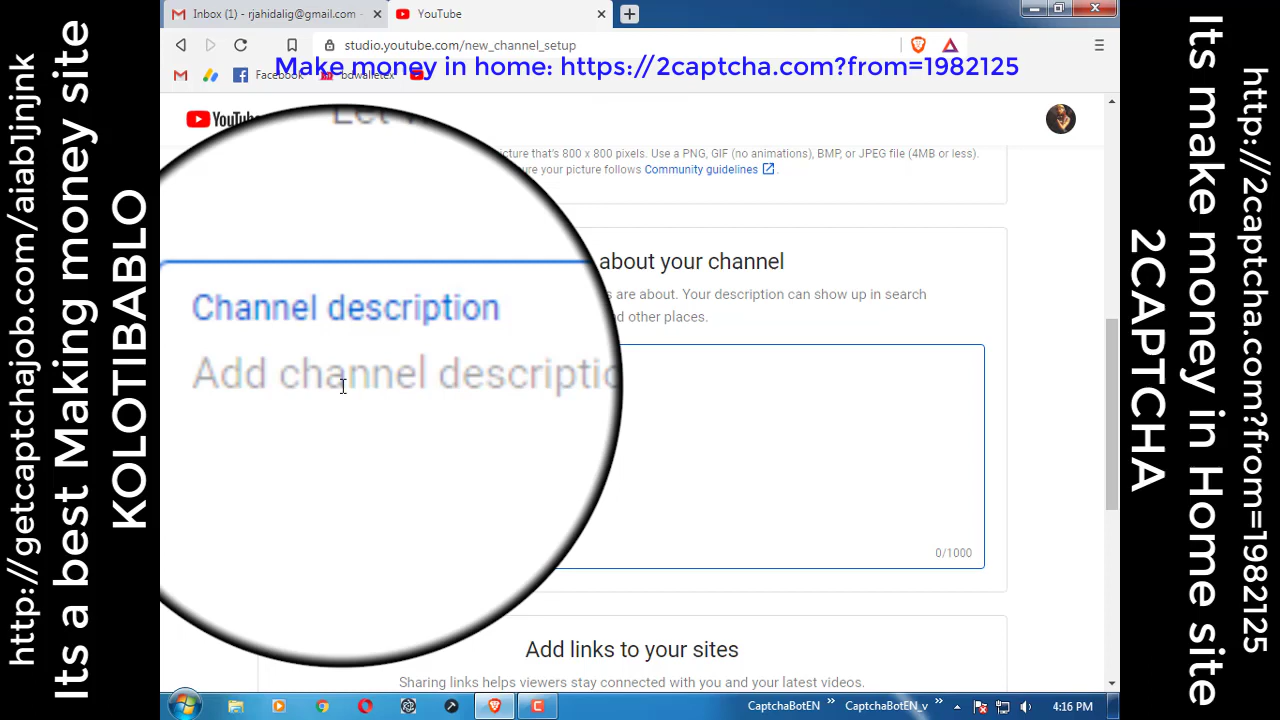 http://getcaptchajob.com/aiabljnjnk
Its a best Making money site
KOLOTIBABLO
Inbox (1) - rjahidalig@gmail.com -
YouTube
studio.youtube.com/new_channel_setup
Make money in home: https://2captcha.com?from=1982125
Facebook
YouTube
icture that's 800 x 800 pixels. Use a PNG, GIF (no animations), BMP, or JPEG file (4MB or less).
ure your picture follows Community guidelines
about your channel
s are about. Your description can show up in search
nd other places.
Channel description
Add channel descriptio
0/1000
Add links to your sites
Sharing links helps viewers stay connected with you and your latest videos.
CaptchaBotEN
CaptchaBotEN_v
4:16 PM
Its make money in Home site
2CAPTCHA
http://2captcha.com?from=1982125